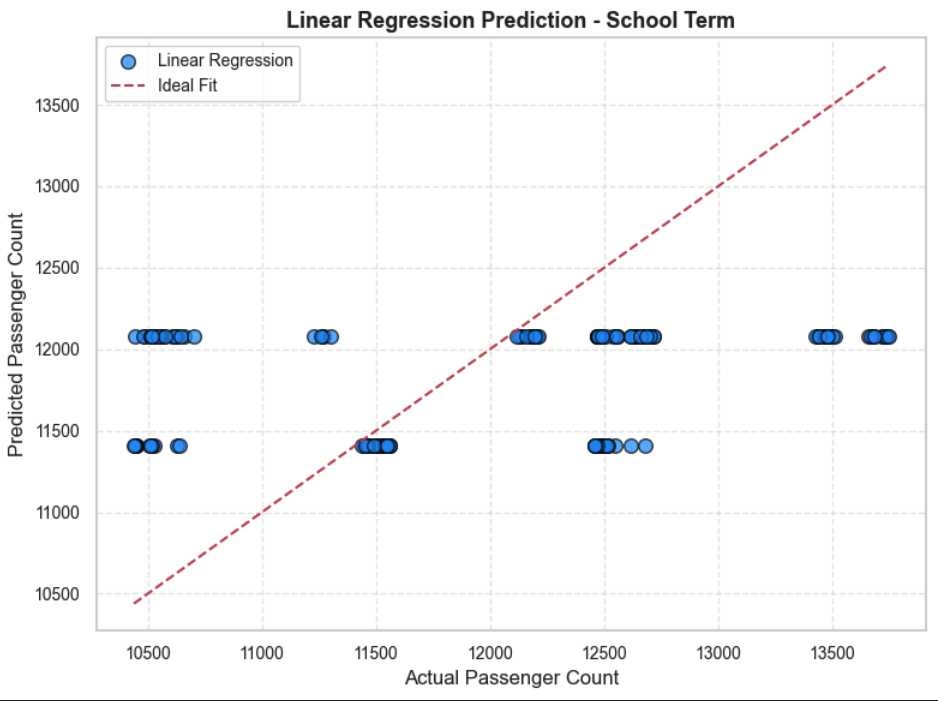 Linear Regression Prediction - School Term
Linear Regression
Ideal Fit
Predicted Passenger Count
13500
13000
12500
12000
11500
11000
10500
10500 11000 11500 12000 12500 13000 13500
Actual Passenger Count